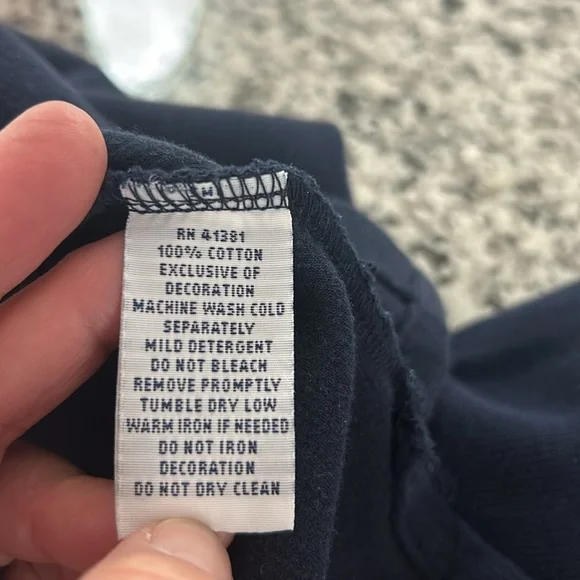 RN 41381
100% COTTON
EXCLUSIVE OF
DECORATION
MACHINE WASH COLD
SEPARATELY
MILD DETERGENT
DO NOT BLEACH
REMOVE PROMPTLY
TUMBLE DRY LOW
WARM IRON IF NEEDED
DO NOT IRON
DECORATION
DO NOT DRY CLEAN